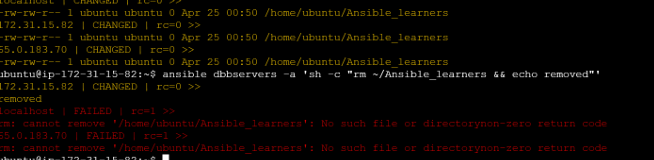 localhost | CHANGED | rc=0 >>
-rw-rw-r-- 1 ubuntu ubuntu 0 Apr 25 00:50 /home/ubuntu/Ansible_learners
172.31.15.82 | CHANGED | rc=0 >>
-rw-rw-r-- 1 ubuntu ubuntu 0 Apr 25 00:50 /home/ubuntu/Ansible_learners
65.0.183.70 | CHANGED | rc=0 >>
-rw-rw-r-- 1 ubuntu ubuntu 0 Apr 25 00:50 /home/ubuntu/Ansible_learners
ubuntu@ip-172-31-15-82:~$ ansible dbbservers -a 'sh -c "rm ~/Ansible_learners && echo removed"'
172.31.15.82 | CHANGED | rc=0 >>
removed
localhost | FAILED | rc=1 >>
rm: cannot remove '/home/ubuntu/Ansible_learners': No such file or directorynon-zero return code
65.0.183.70 | FAILED | rc=1 >>
rm: cannot remove '/home/ubuntu/Ansible_learners': No such file or directorynon-zero return code
ubuntu@ip-172-31-15-82:~$